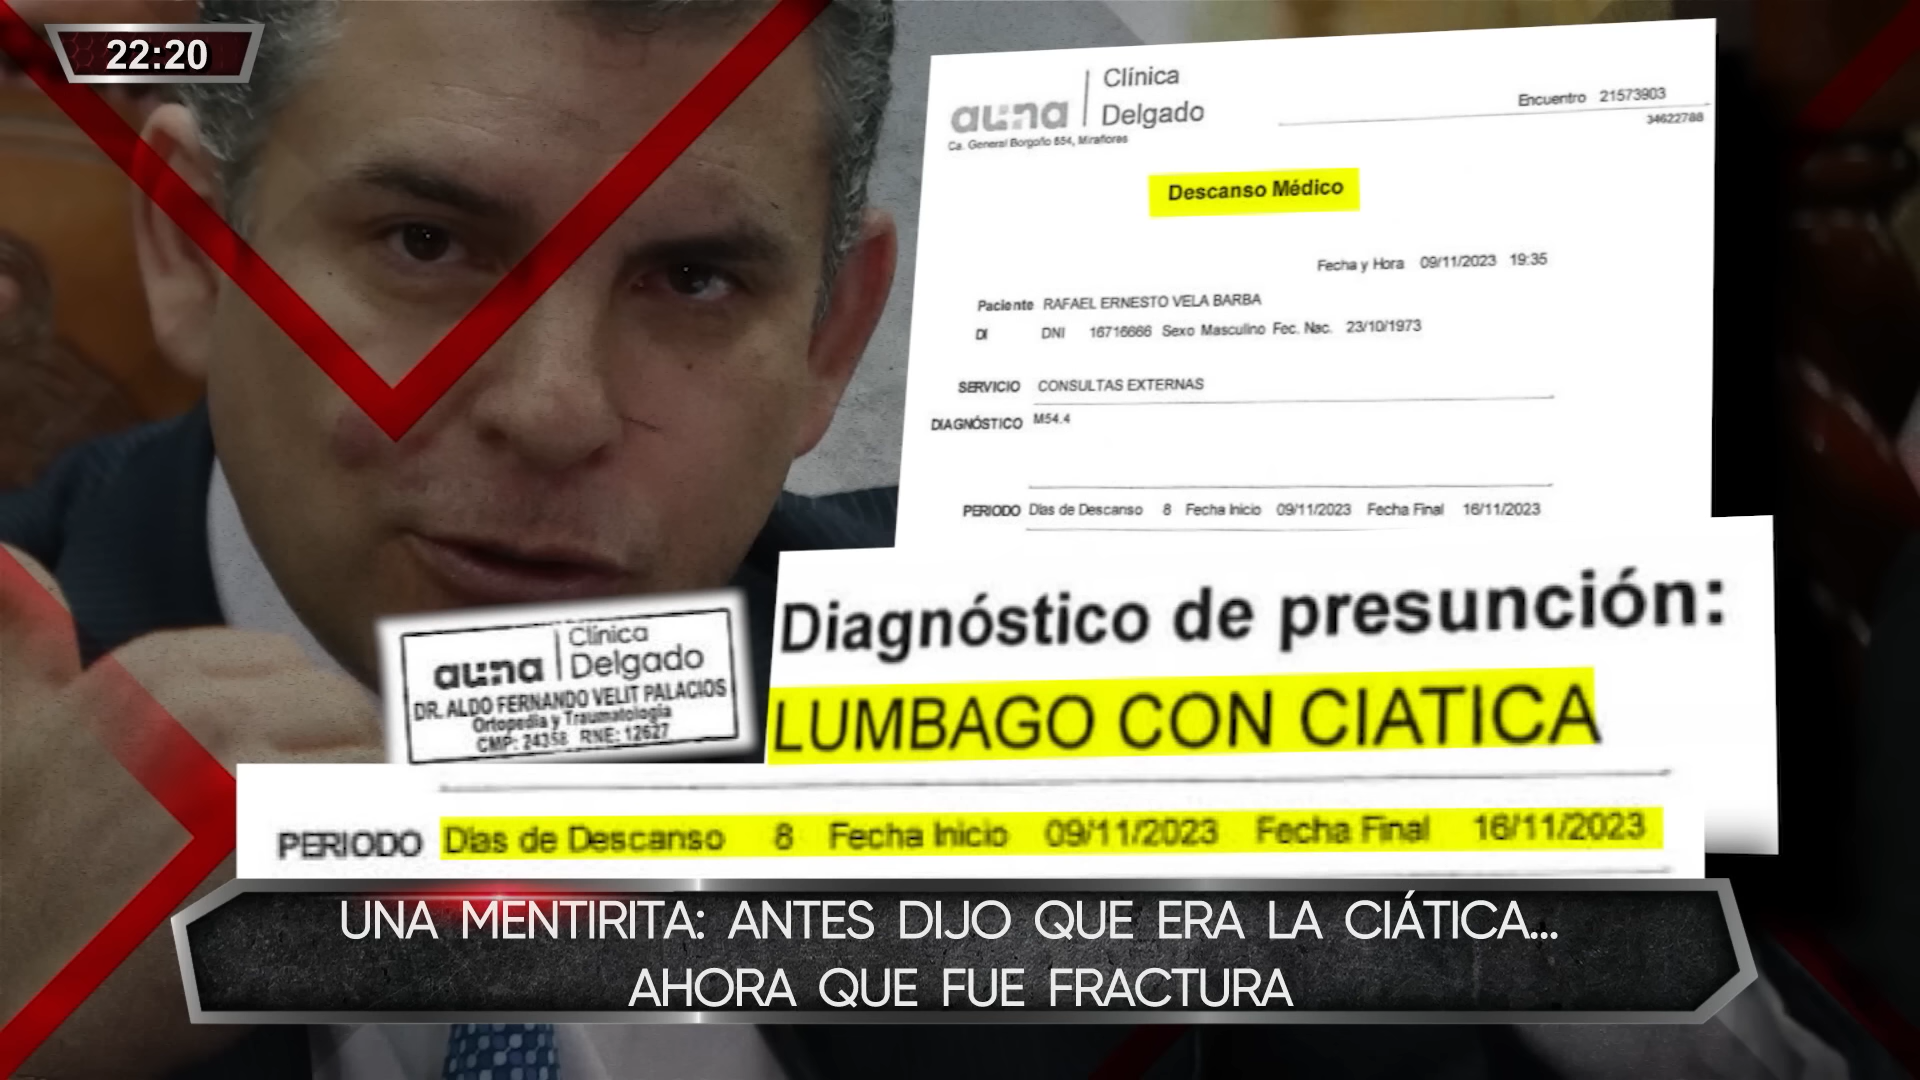 22:20
auna
Clínica
Delgado
Ca. General Borgoño 654, Miraflores
Encuentro 21573903
34622788
Descanso Médico
Fecha y Hora 09/11/2023 19:35
Paciente RAFAEL ERNESTO VELA BARBA
DI DNI 16716666 Sexo Masculino Fec. Nac. 23/10/1973
SERVICIO CONSULTAS EXTERNAS
DIAGNÓSTICO M54.4
PERIODO Días de Descanso 8 Fecha Inicio 09/11/2023 Fecha Final 16/11/2023
Diagnóstico de presunción:
LUMBAGO CON CIATICA
auna
Clínica
Delgado
DR. ALDO FERNANDO VELIT PALACIOS
Ortopedia y Traumatología
CMP: 24358 RNE: 12627
PERIODO Días de Descanso 8 Fecha Inicio 09/11/2023 Fecha Final 16/11/2023
UNA MENTIRITA: ANTES DIJO QUE ERA LA CIÁTICA...
AHORA QUE FUE FRACTURA